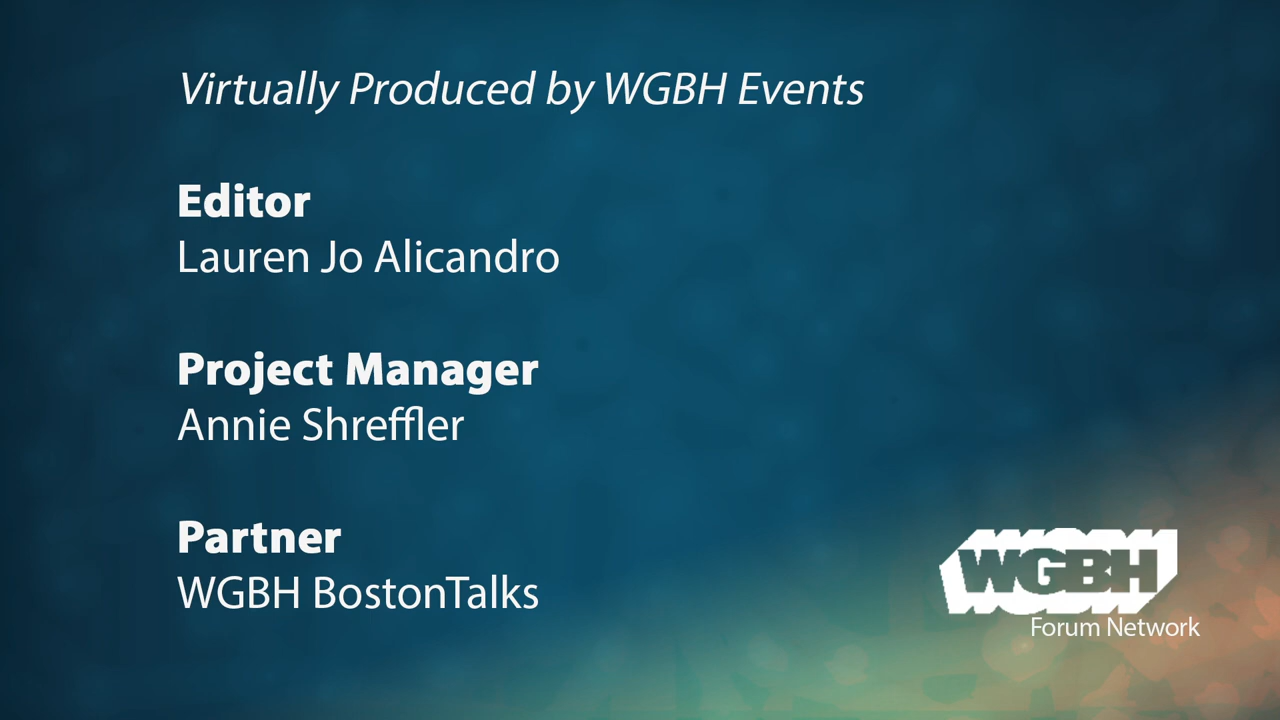 Virtually Produced by WGBH Events
Editor
Lauren Jo Alicandro
Project Manager
Annie Shreffler
Partner
WGBH BostonTalks
WGBH
Forum Network